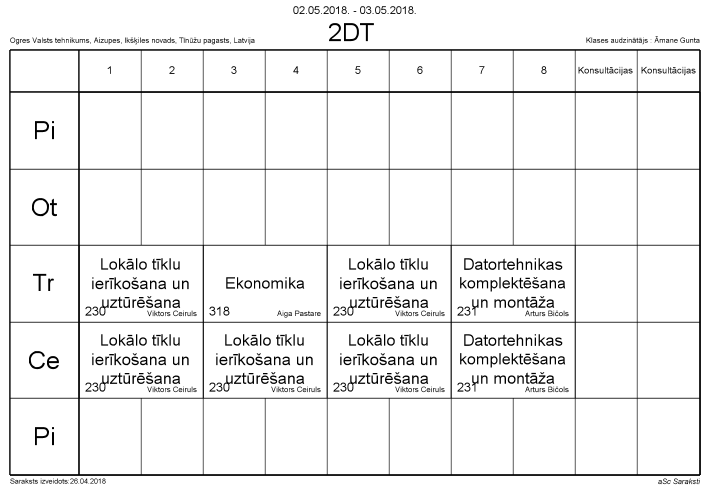 02.05.2018. - 03.05.2018.
2DT
Ogres Valsts tehnikums, Aizupes, Ikšķiles novads, Tīnūžu pagasts, Latvija
Klases audzinātājs : Āmane Gunta
1 2 3 4 5 6 7 8 Konsultācijas Konsultācijas
Pi
Ot
Tr
Lokālo tīklu
ierīkošana un
uzturēšana
230 Viktors Ceiruls
Ekonomika
318 Aiga Pastare
Lokālo tīklu
ierīkošana un
uzturēšana
230 Viktors Ceiruls
Datortehnikas
komplektēšana
un montāža
231 Arturs Bičols
Ce
Lokālo tīklu
ierīkošana un
uzturēšana
230 Viktors Ceiruls
Lokālo tīklu
ierīkošana un
uzturēšana
230 Viktors Ceiruls
Lokālo tīklu
ierīkošana un
uzturēšana
230 Viktors Ceiruls
Datortehnikas
komplektēšana
un montāža
231 Arturs Bičols
Pi
Saraksts izveidots:26.04.2018
aSc Saraksti